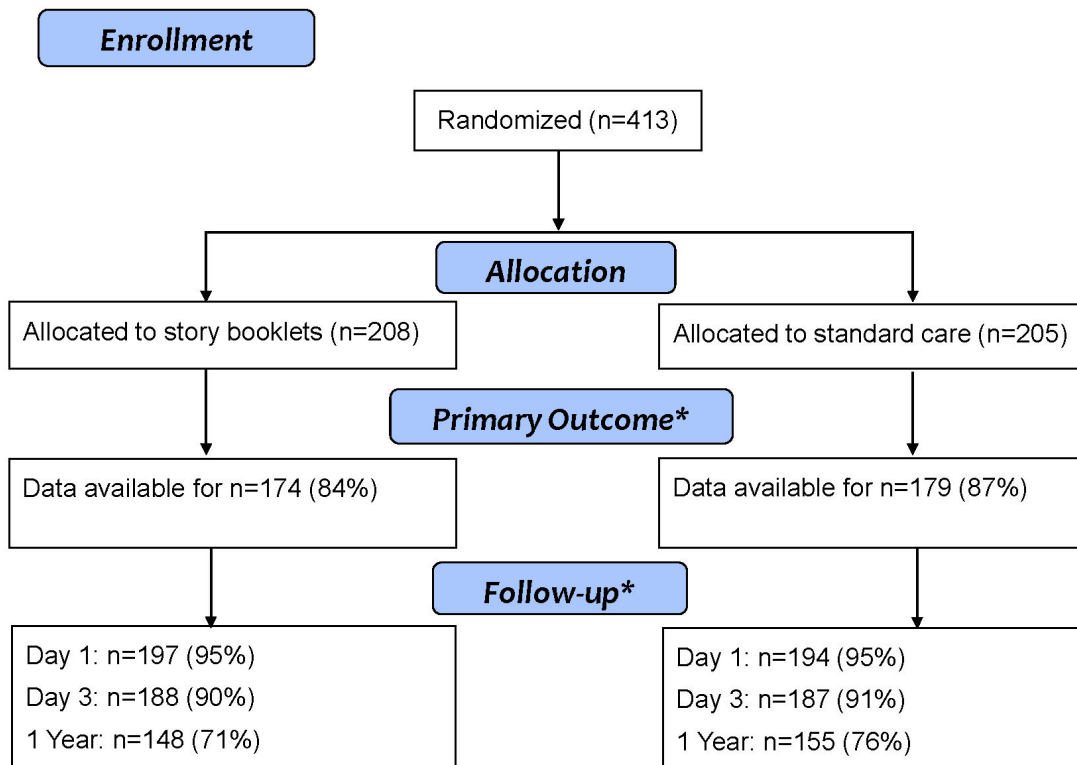 Enrollment
Randomized (n=413)
Allocation
Allocated to story booklets (n=208)
Allocated to standard care (n=205)
Primary Outcome*
Data available for n=174 (84%)
Data available for n=179 (87%)
Follow-up*
Day 1: n=197 (95%)
Day 3: n=188 (90%)
1 Year: n=148 (71%)
Day 1: n=194 (95%)
Day 3: n=187 (91%)
1 Year: n=155 (76%)